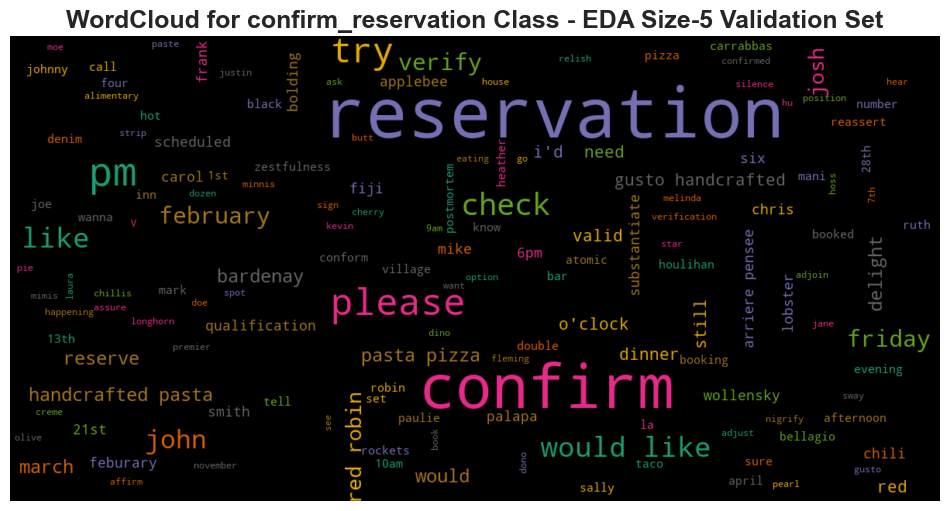 WordCloud for confirm_reservation Class - EDA Size-5 Validation Set
moe
paste
johnny
call
four
alimentary
frank
justin
bolding
try
verify
ask
applebee
house
relish
pizza
carrabbas
confirmed
silence
josh
hu
position
number
hear
reassert
black
hot
strip
denim
scheduled
reservation
butt
i'd
need
eating
go
heather
six
mani
28th
hoss
7th
pm
zestfulness
carol
1st
minnis
inn
dozen
fiji
postmortem
check
gusto handcrafted
joe
wanna
v
february
sign
cherry
kevin
9am
know
substantiate
melinda
verification
chris
booked
ruth
like
conform
mike
6pm
valid
atomic
star
houlihan
arriere pensee
lobster
delight
adjoin
pie
mimis
laura
chillis
mark
spot
bardenay
village
option
bar
want
happening
assure
doe
longhorn
please
jane
13th
qualification
premier
dino
o'clock
still
friday
reserve
pasta pizza
fleming
double
dinner
booking
evening
handcrafted pasta
smith
tell
robin
set
confirm
wollensky
sway
creme
21st
red robin
see
paulie
palapa
la
nigrify
afternoon
olive
john
book
would like
adjust
bellagio
march
feburary
november
rockets
10am
dono
taco
sure
chili
gusto
affirm
would
sally
april
pearl
red